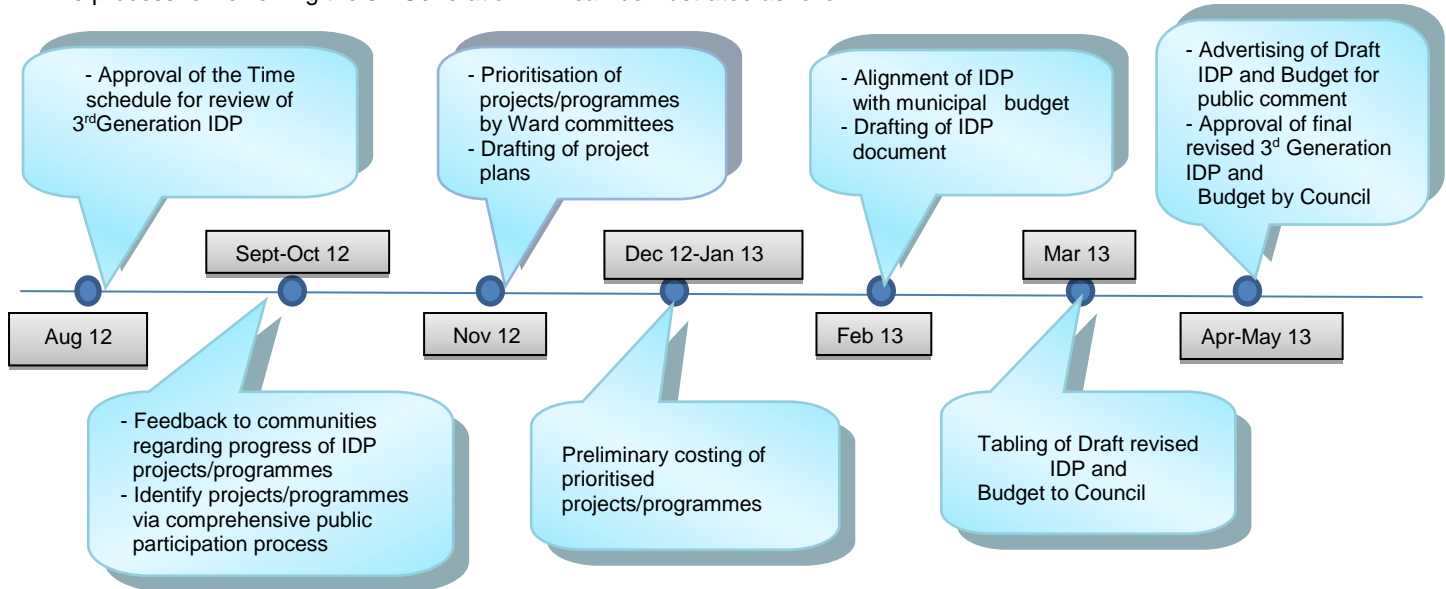 - Approval of the Time
schedule for review of
3rdGeneration IDP
Aug 12
Sept-Oct 12
- Feedback to communities
regarding progress of IDP
projects/programmes
- Identify projects/programmes
via comprehensive public
participation process
- Prioritisation of
projects/programmes
by Ward committees
- Drafting of project
plans
Nov 12
Dec 12-Jan 13
Preliminary costing of
prioritised
projects/programmes
- Alignment of IDP
with municipal budget
- Drafting of IDP
document
Feb 13
Mar 13
Tabling of Draft revised
IDP and
Budget to Council
- Advertising of Draft
IDP and Budget for
public comment
- Approval of final
revised 3d Generation
IDP and
Budget by Council
Apr-May 13